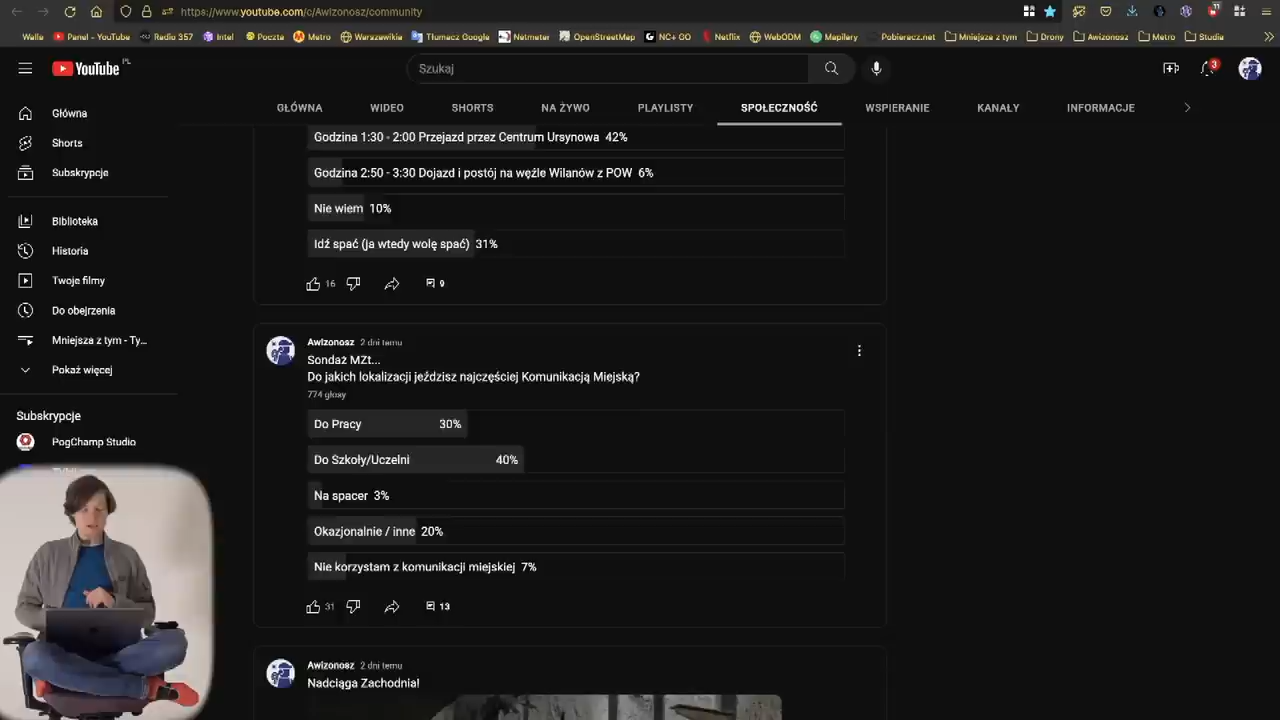 https://www.youtube.com/c/Awizonosz/community
11
Walla
Panel - YouTube
Radio 357
Intel
Poczta
Metro
Warszawikia
Tłumacz Google
Netmeter
OpenStreetMap
NC+ GO
Netflix
WebODM
Mapillary
Pobieracz.net
Mniejsza z tym
Drony
Awizonosz
Metro
Studia
YouTube PL
Szukaj
3
GŁÓWNA
WIDEO
SHORTS
NA ŻYWO
PLAYLISTY
SPOŁECZNOŚĆ
WSPIERANIE
KANAŁY
INFORMACJE
Główna
Shorts
Subskrypcje
Biblioteka
Historia
Twoje filmy
Do obejrzenia
Mniejsza z tym - Ty...
Pokaż więcej
Subskrypcje
PogChamp Studio
Godzina 1:30 - 2:00 Przejazd przez Centrum Ursynowa 42%
Godzina 2:50 - 3:30 Dojazd i postój na węźle Wilanów z POW 6%
Nie wiem 10%
Idź spać (ja wtedy wolę spać) 31%
16
9
Awizonosz 2 dni temu
Sondaż MZt...
Do jakich lokalizacji jeździsz najczęściej Komunikacją Miejską?
774 głosy
Do Pracy 30%
Do Szkoły/Uczelni 40%
Na spacer 3%
Okazjonalnie / inne 20%
Nie korzystam z komunikacji miejskiej 7%
31
13
Awizonosz 2 dni temu
Nadciąga Zachodnia!